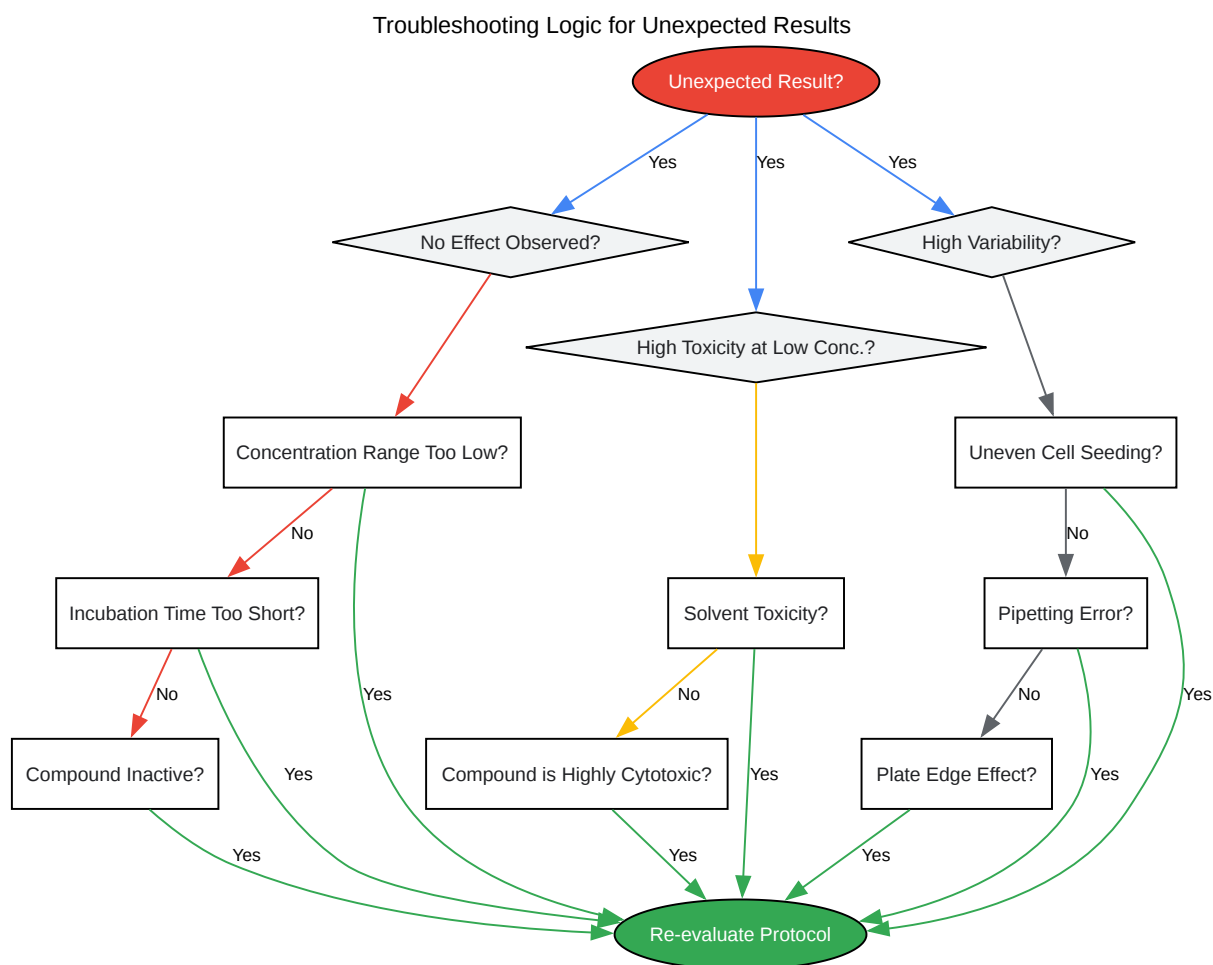 Troubleshooting Logic for Unexpected Results
Unexpected Result?
Yes
Yes
Yes
No Effect Observed?
High Variability?
High Toxicity at Low Conc.?
Concentration Range Too Low?
Uneven Cell Seeding?
No
No
Incubation Time Too Short?
Solvent Toxicity?
Pipetting Error?
No
Yes
No
No
Yes
Compound Inactive?
Yes
Compound is Highly Cytotoxic?
Yes
Plate Edge Effect?
Yes
Yes
Yes
Yes
Re-evaluate Protocol